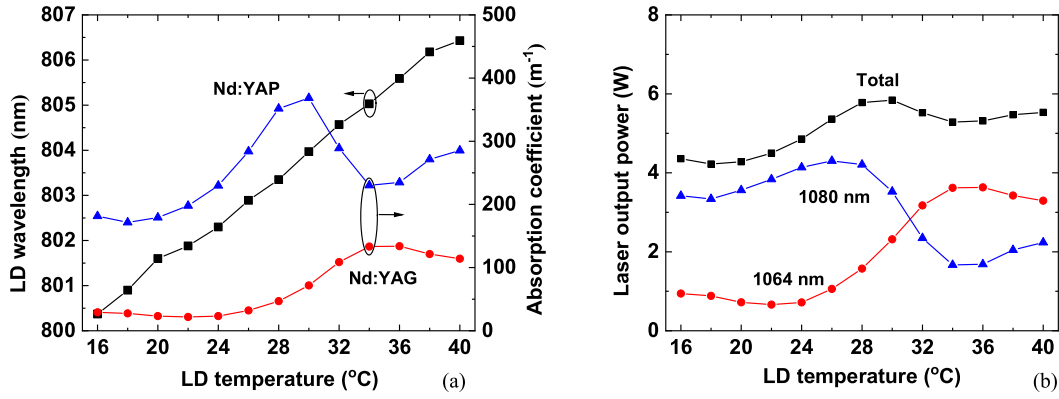 807
806
805
804
803
802
801
800
LD wavelength (nm)
500
400
300
200
100
0
Absorption coefficient (m⁻¹)
Nd:YAP
Nd:YAG
16 20 24 28 32 36 40
LD temperature (ºC)
(a)
8
6
4
2
0
Laser output power (W)
Total
1080 nm
1064 nm
16 20 24 28 32 36 40
LD temperature (ºC)
(b)